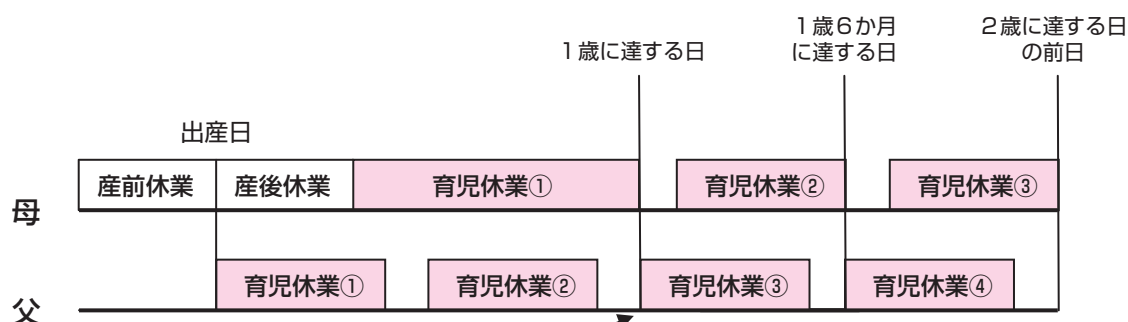 1歳に達する日
1歳6か月
に達する日
2歳に達する日
の前日
出産日
母
産前休業
産後休業
育児休業①
育児休業②
育児休業③
父
育児休業①
育児休業②
育児休業③
育児休業④